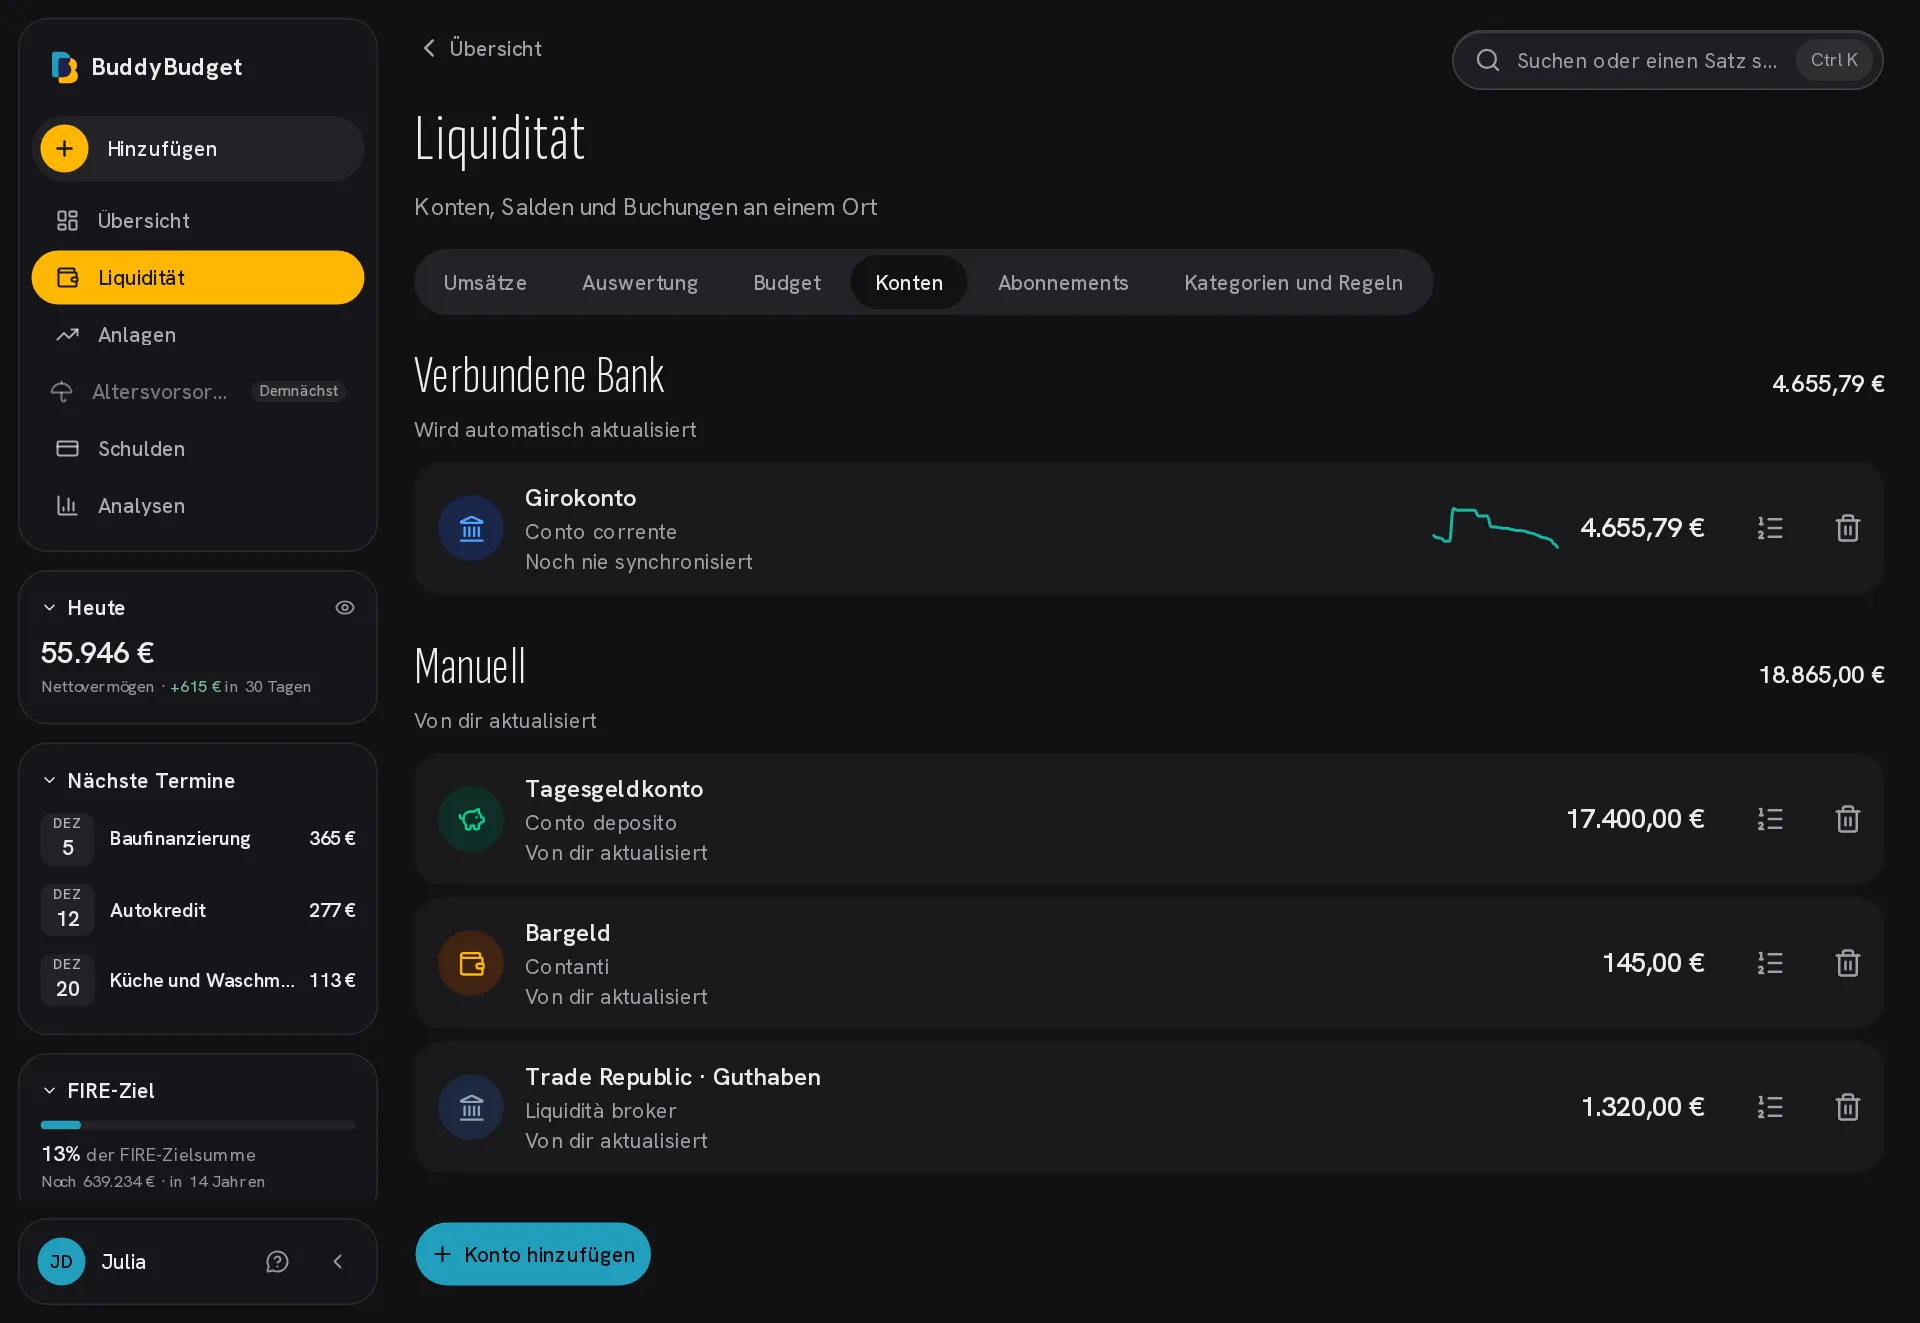 BuddyBudget
Hinzufügen
Übersicht
Liquidität
Anlagen
Altersvorsor... Demnächst
Schulden
Analysen
Heute
55.946 €
Nettovermögen · +615 € in 30 Tagen
Nächste Termine
DEZ
5
Baufinanzierung 365 €
DEZ
12
Autokredit 277 €
DEZ
20
Küche und Waschm... 113 €
FIRE-Ziel
13% der FIRE-Zielsumme
Noch 639.234 € · in 14 Jahren
JD Julia
Übersicht
Suchen oder einen Satz s... Ctrl K
Liquidität
Konten, Salden und Buchungen an einem Ort
Umsätze Auswertung Budget Konten Abonnements Kategorien und Regeln
Verbundene Bank 4.655,79 €
Wird automatisch aktualisiert
Girokonto
Conto corrente
Noch nie synchronisiert
4.655,79 €
Manuell 18.865,00 €
Von dir aktualisiert
Tagesgeldkonto
Conto deposito
Von dir aktualisiert
17.400,00 €
Bargeld
Contanti
Von dir aktualisiert
145,00 €
Trade Republic · Guthaben
Liquidità broker
Von dir aktualisiert
1.320,00 €
Konto hinzufügen